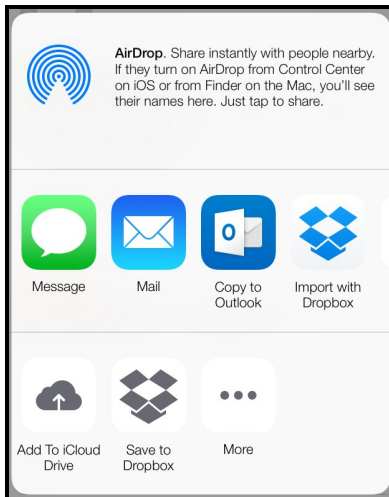 AirDrop. Share instantly with people nearby.
If they turn on AirDrop from Control Center
on iOS or from Finder on the Mac, you'll see
their names here. Just tap to share.
Message
Mail
Copy to
Outlook
Import with
Dropbox
Add To iCloud
Drive
Save to
Dropbox
More